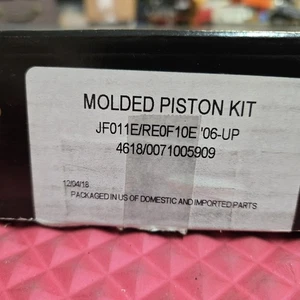 MOLDED PISTON KIT
JF011E/RE0F10E '06-UP
4618/0071005909
12/04/18
PACKAGED IN US OF DOMESTIC AND IMPORTED PARTS